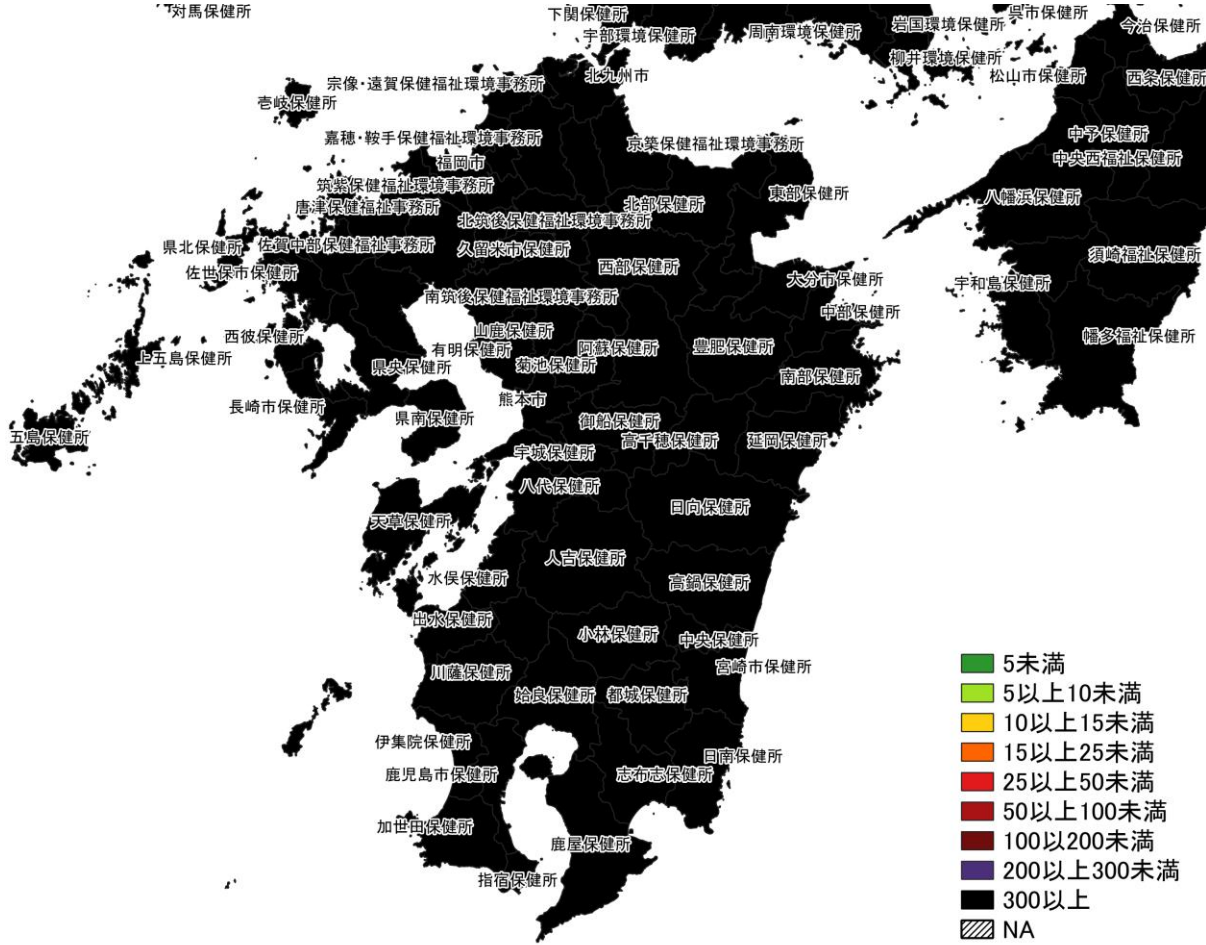 対馬保健所
下関保健所
宇部環境保健所
周南環境保健所
岩国環境保健所
呉市保健所
今治保健所
柳井環境保健所
松山市保健所
西条保健所
宗像・遠賀保健福祉環境事務所
北九州市
壱岐保健所
嘉穂・鞍手保健福祉環境事務所
京築保健福祉環境事務所
中予保健所
中央西福祉保健所
福岡市
筑紫保健福祉環境事務所
東部保健所
八幡浜保健所
唐津保健福祉事務所
北部保健所
北筑後保健福祉環境事務所
県北保健所
佐賀中部保健福祉事務所
久留米市保健所
須崎福祉保健所
佐世保市保健所
西部保健所
大分市保健所
宇和島保健所
南筑後保健福祉環境事務所
中部保健所
西彼保健所
山鹿保健所
幡多福祉保健所
上五島保健所
有明保健所
阿蘇保健所
豊肥保健所
県央保健所
菊池保健所
南部保健所
長崎市保健所
熊本市
県南保健所
御船保健所
五島保健所
高千穂保健所
延岡保健所
宇城保健所
八代保健所
天草保健所
日向保健所
人吉保健所
水俣保健所
高鍋保健所
出水保健所
小林保健所
中央保健所
宮崎市保健所
川薩保健所
姶良保健所
都城保健所
伊集院保健所
日南保健所
鹿児島市保健所
志布志保健所
加世田保健所
鹿屋保健所
指宿保健所
5未満
5以上10未満
10以上15未満
15以上25未満
25以上50未満
50以上100未満
100以200未満
200以上300未満
300以上
NA